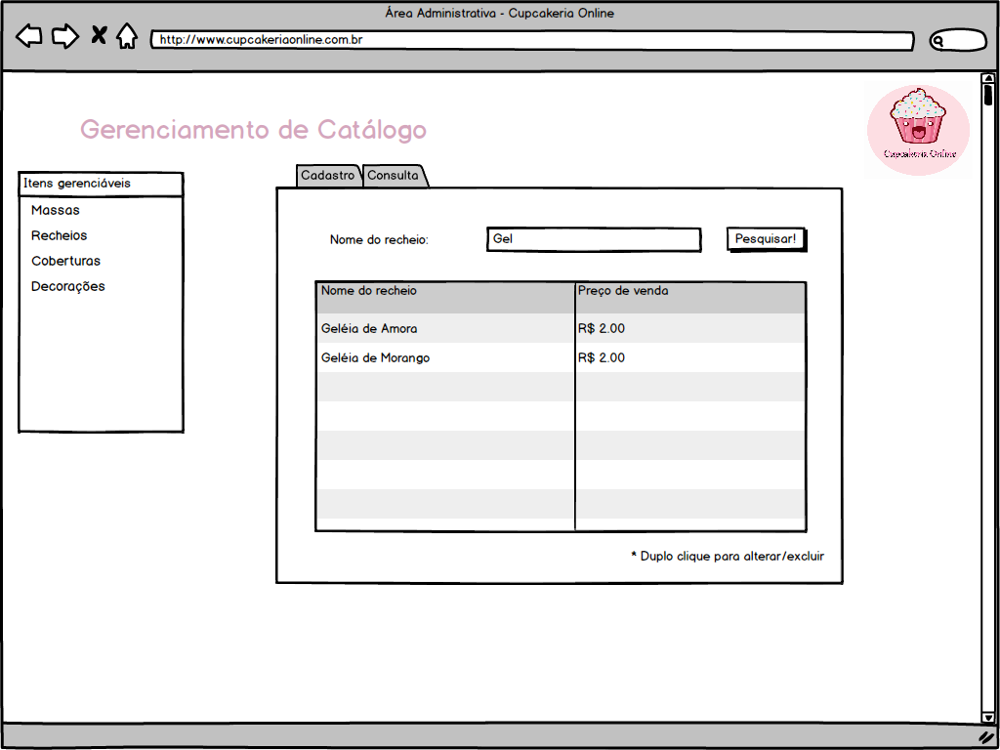 Área Administrativa - Cupcakeria Online
http://www.cupcakeriaonline.com.br
Cupcakeria Online
Gerenciamento de Catálogo
Itens gerenciáveis
Massas
Recheios
Coberturas
Decorações
Cadastro Consulta
Nome do recheio: Gel Pesquisar!
Nome do recheio Preço de venda
Geléia de Amora R$ 2.00
Geléia de Morango R$ 2.00
* Duplo clique para alterar/excluir